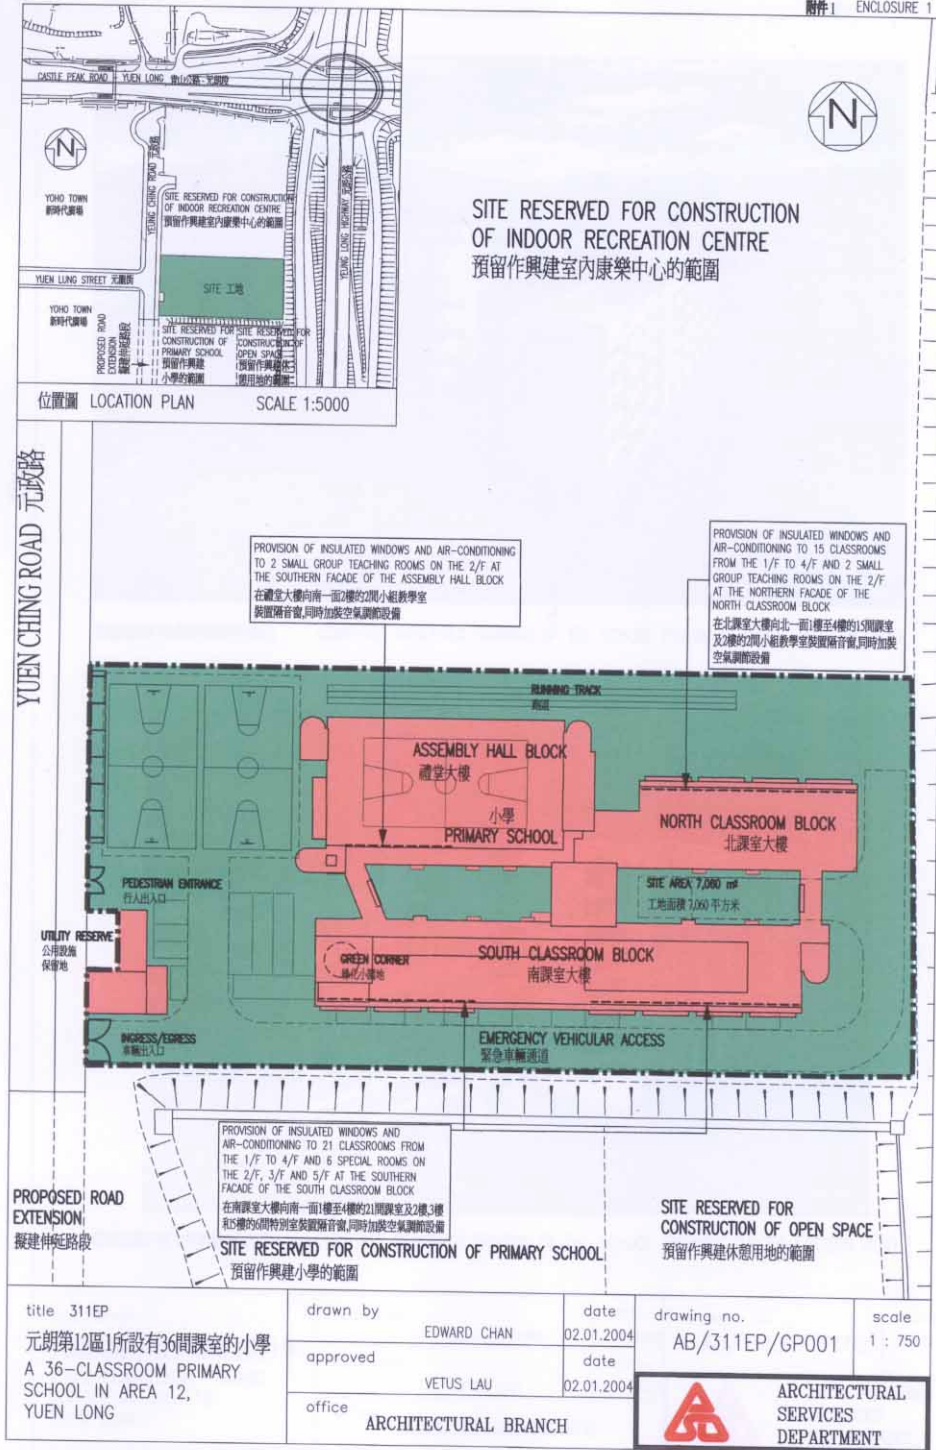 附件1 ENCLOSURE 1
CASTLE PEAK ROAD - YUEN LONG 青山公路-元朗段
N
YOHO TOWN
新時代廣場
YEUNG CHING ROAD 元政路
SITE RESERVED FOR CONSTRUCTION
OF INDOOR RECREATION CENTRE
預留作興建室內康樂中心的範圍
YEUNG LONG HIGHWAY 元朗公路
YUEN LUNG STREET 元龍街
SITE 工地
YOHO TOWN
新時代廣場
PROPOSED ROAD
EXTENSION
擬建伸延路段
SITE RESERVED FOR
CONSTRUCTION OF
PRIMARY SCHOOL
預留作興建
小學的範圍
SITE RESERVED FOR
CONSTRUCTION OF
OPEN SPACE
預留作興建休
憩用地的範圍
位置圖 LOCATION PLAN SCALE 1:5000
N
SITE RESERVED FOR CONSTRUCTION
OF INDOOR RECREATION CENTRE
預留作興建室內康樂中心的範圍
YUEN CHING ROAD 元政路
PROVISION OF INSULATED WINDOWS AND AIR-CONDITIONING
TO 2 SMALL GROUP TEACHING ROOMS ON THE 2/F AT
THE SOUTHERN FACADE OF THE ASSEMBLY HALL BLOCK
在禮堂大樓向南一面2樓的2間小組教學室
裝置隔音窗,同時加裝空氣調節設備
PROVISION OF INSULATED WINDOWS AND
AIR-CONDITIONING TO 15 CLASSROOMS
FROM THE 1/F TO 4/F AND 2 SMALL
GROUP TEACHING ROOMS ON THE 2/F
AT THE NORTHERN FACADE OF THE
NORTH CLASSROOM BLOCK
在北課室大樓向北一面1樓至4樓的15間課室
及2樓的2間小組教學室裝置隔音窗,同時加裝
空氣調節設備
RUNNING TRACK
跑道
ASSEMBLY HALL BLOCK
禮堂大樓
小學
PRIMARY SCHOOL
NORTH CLASSROOM BLOCK
北課室大樓
PEDESTRIAN ENTRANCE
行人出入口
SITE AREA 7,060 m²
工地面積 7,060 平方米
UTILITY RESERVE
公用設施
保留地
GREEN CORNER
綠化小園地
SOUTH CLASSROOM BLOCK
南課室大樓
INGRESS/EGRESS
車輛出入口
EMERGENCY VEHICULAR ACCESS
緊急車輛通道
PROVISION OF INSULATED WINDOWS AND
AIR-CONDITIONING TO 21 CLASSROOMS FROM
THE 1/F TO 4/F AND 6 SPECIAL ROOMS ON
THE 2/F, 3/F AND 5/F AT THE SOUTHERN
FACADE OF THE SOUTH CLASSROOM BLOCK
在南課室大樓向南一面1樓至4樓的21間課室及2樓,3樓
和5樓的6間特別室裝置隔音窗,同時加裝空氣調節設備
PROPOSED ROAD
EXTENSION
擬建伸延路段
SITE RESERVED FOR CONSTRUCTION OF PRIMARY SCHOOL
預留作興建小學的範圍
SITE RESERVED FOR
CONSTRUCTION OF OPEN SPACE
預留作興建休憩用地的範圍
title 311EP
元朗第12區1所設有36間課室的小學
A 36-CLASSROOM PRIMARY
SCHOOL IN AREA 12,
YUEN LONG
drawn by
EDWARD CHAN
date
02.01.2004
approved
VETUS LAU
date
02.01.2004
office
ARCHITECTURAL BRANCH
drawing no.
AB/311EP/GP001
scale
1 : 750
ASD
ARCHITECTURAL
SERVICES
DEPARTMENT